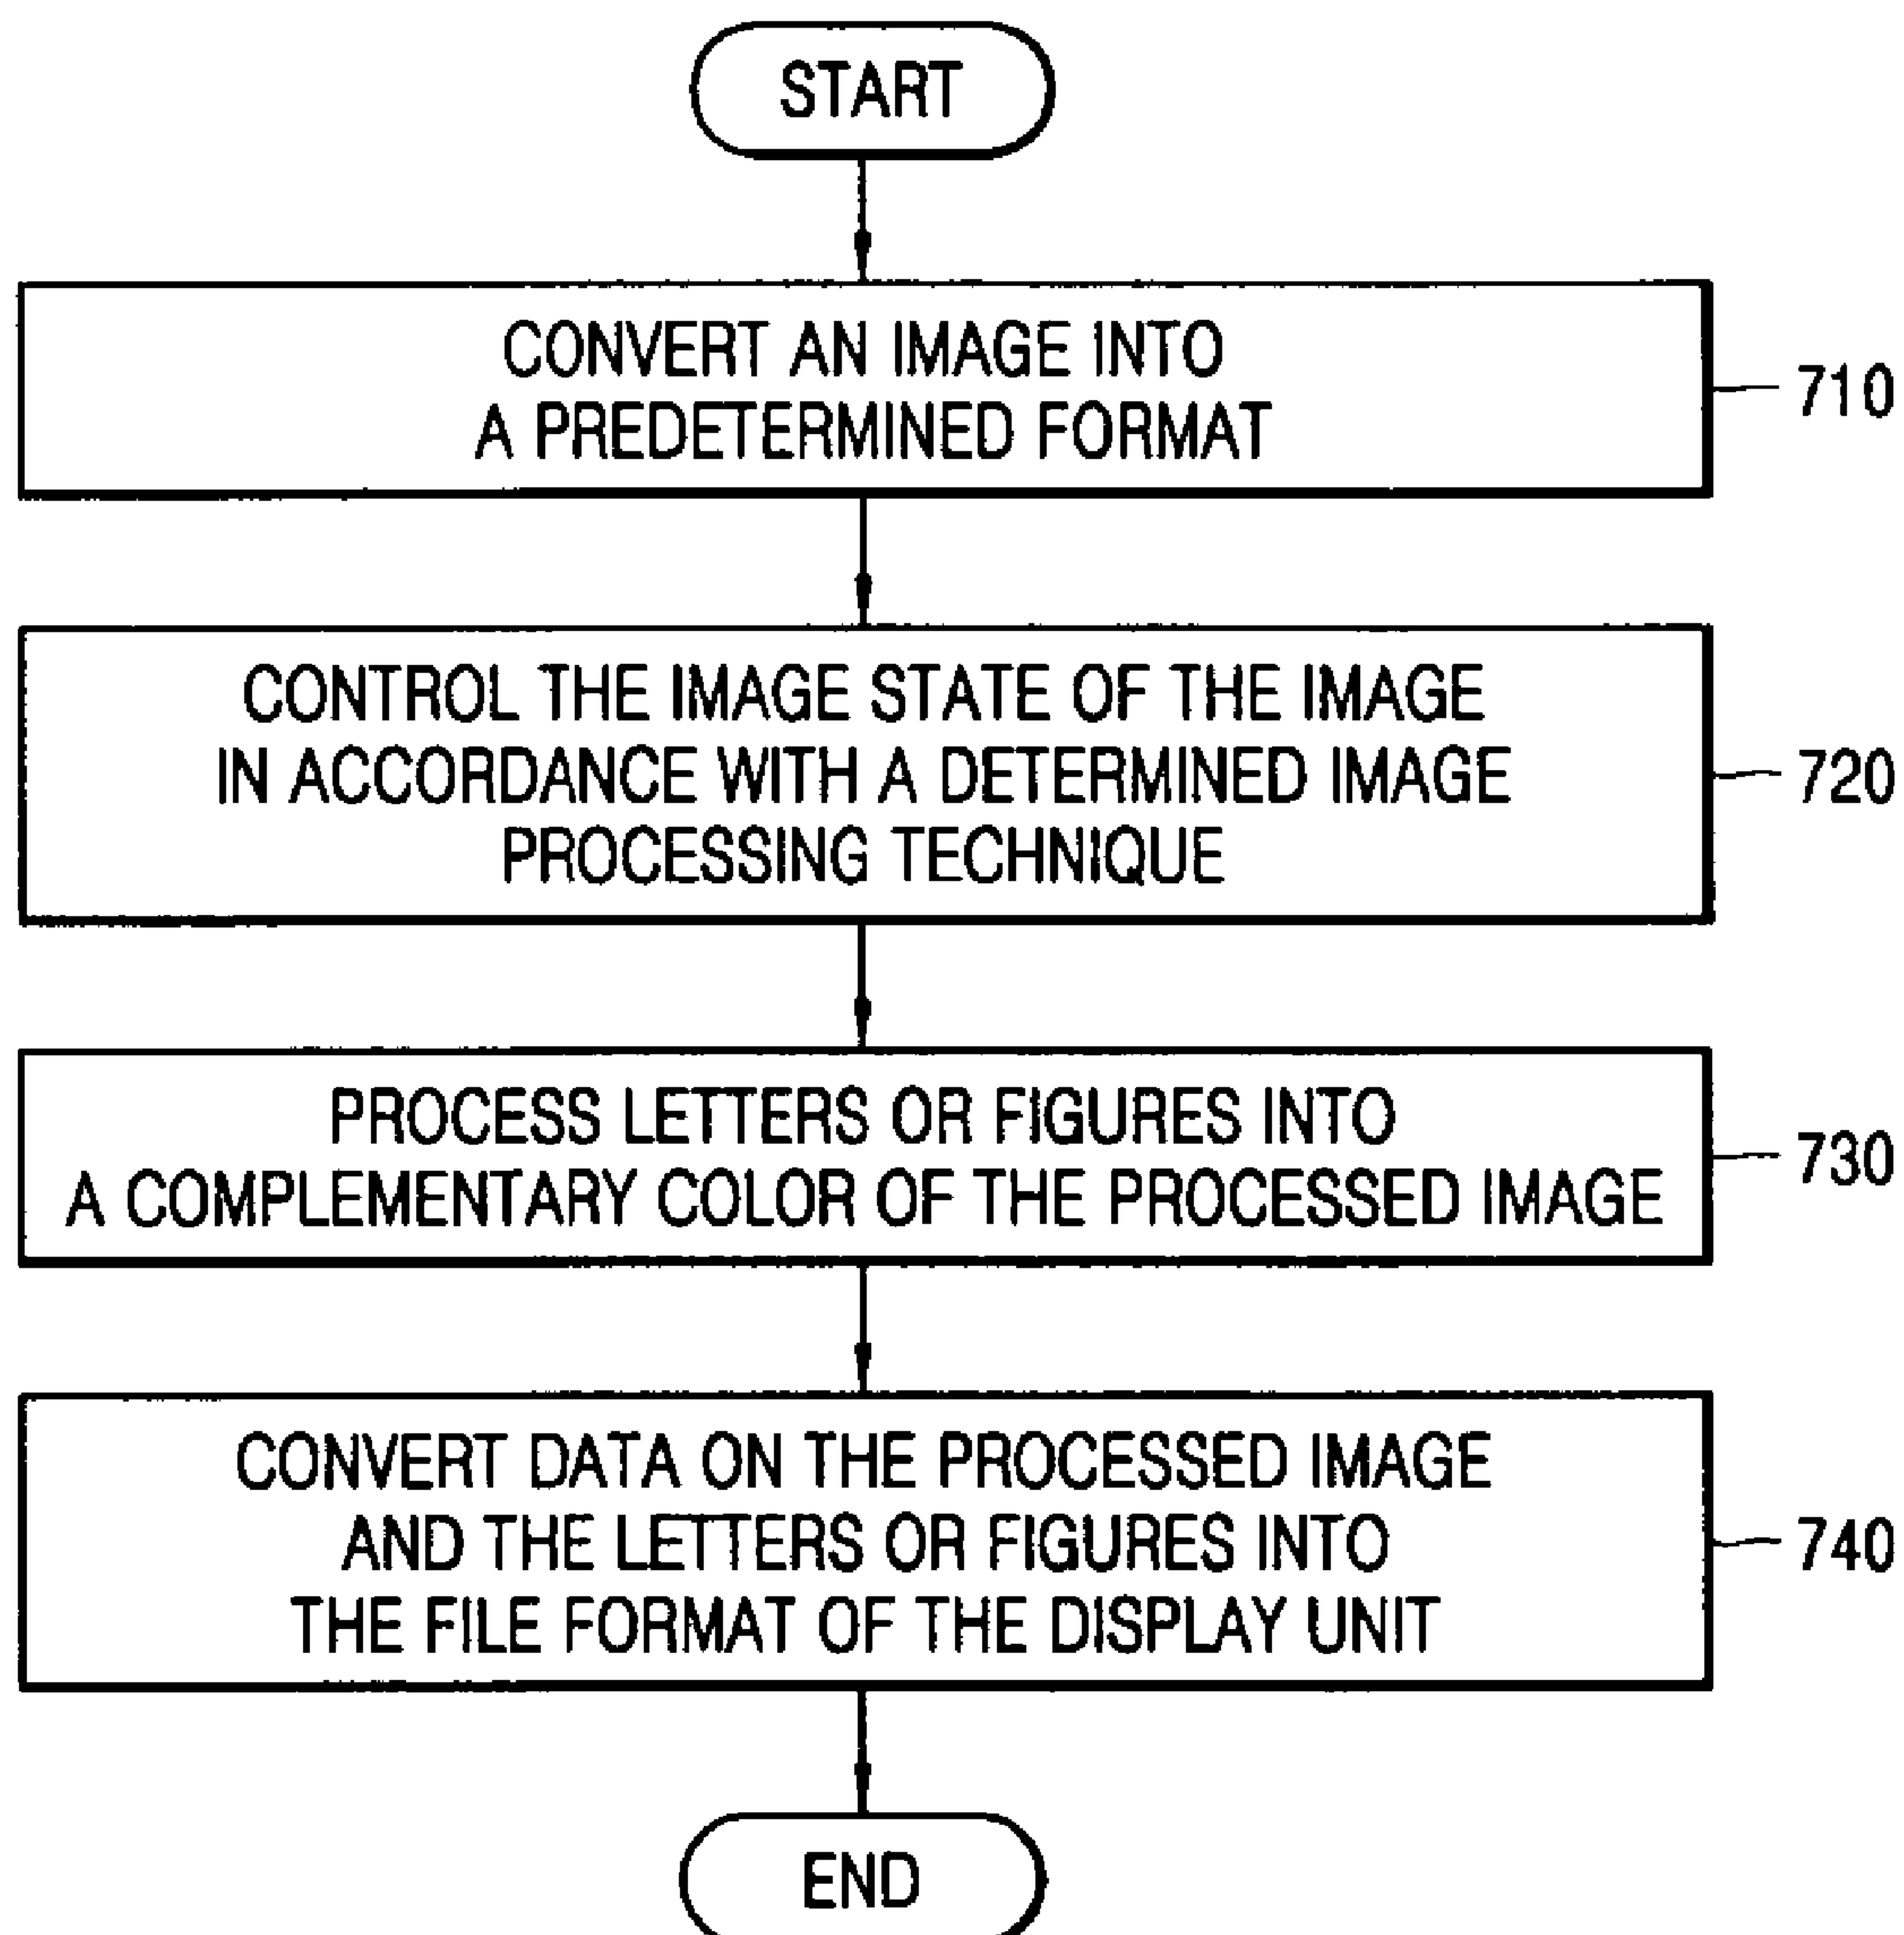 START
CONVERT AN IMAGE INTO
A PREDETERMINED FORMAT
710
CONTROL THE IMAGE STATE OF THE IMAGE
IN ACCORDANCE WITH A DETERMINED IMAGE
PROCESSING TECHNIQUE
720
PROCESS LETTERS OR FIGURES INTO
A COMPLEMENTARY COLOR OF THE PROCESSED IMAGE
730
CONVERT DATA ON THE PROCESSED IMAGE
AND THE LETTERS OR FIGURES INTO
THE FILE FORMAT OF THE DISPLAY UNIT
740
END